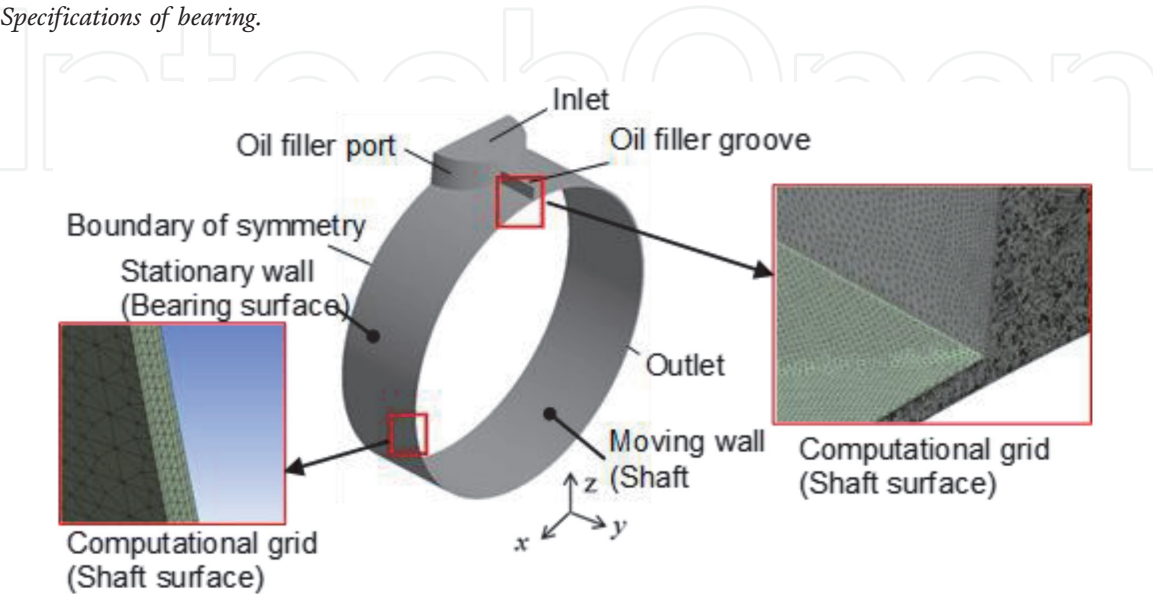 Specifications of bearing.
IntechOpen
Inlet
Oil filler port
Oil filler groove
Boundary of symmetry
Stationary wall
(Bearing surface)
Outlet
Moving wall
(Shaft
z
y
x
Computational grid
(Shaft surface)
Computational grid
(Shaft surface)